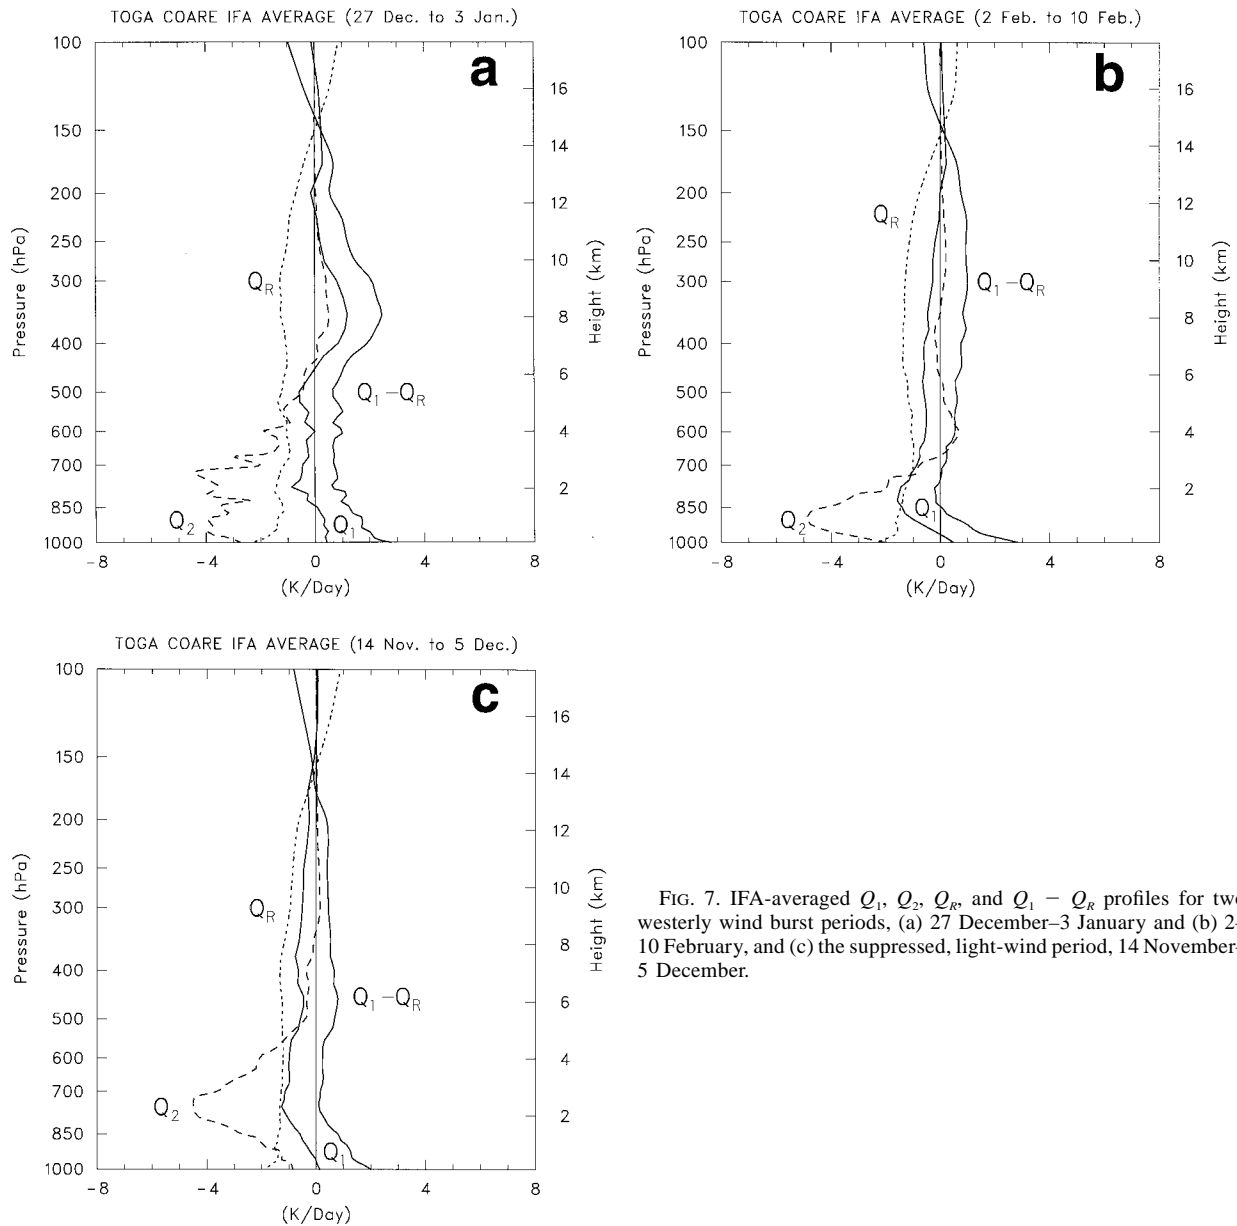 TOGA COARE IFA AVERAGE (27 Dec. to 3 Jan.)
a
100
150
200
250
300
400
500
600
700
850
1000
Pressure (hPa)
16
14
12
10
8
6
4
2
Height (km)
Q_R
Q_1-Q_R
Q_2
Q_1
-8 -4 0 4 8
(K/Day)
TOGA COARE IFA AVERAGE (2 Feb. to 10 Feb.)
b
100
150
200
250
300
400
500
600
700
850
1000
Pressure (hPa)
16
14
12
10
8
6
4
2
Height (km)
Q_R
Q_1-Q_R
Q_1
Q_2
-8 -4 0 4 8
(K/Day)
TOGA COARE IFA AVERAGE (14 Nov. to 5 Dec.)
c
100
150
200
250
300
400
500
600
700
850
1000
Pressure (hPa)
16
14
12
10
8
6
4
2
Height (km)
Q_R
Q_1-Q_R
Q_2
Q_1
-8 -4 0 4 8
(K/Day)
FIG. 7. IFA-averaged Q_1, Q_2, Q_R, and Q_1 − Q_R profiles for two
westerly wind burst periods, (a) 27 December–3 January and (b) 2–
10 February, and (c) the suppressed, light-wind period, 14 November–
5 December.